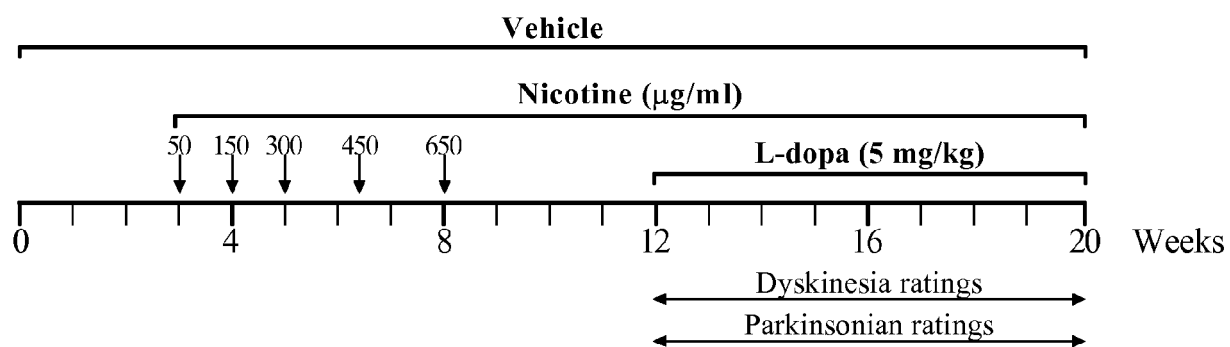 Vehicle
Nicotine (μg/ml)
50 150 300 450 650
L-dopa (5 mg/kg)
0 4 8 12 16 20 Weeks
Dyskinesia ratings
Parkinsonian ratings